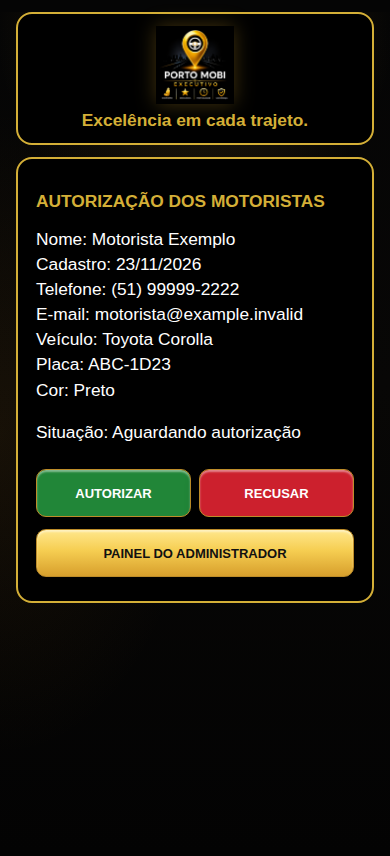 PORTO MOBI
EXECUTIVO
Excelência em cada trajeto.
AUTORIZAÇÃO DOS MOTORISTAS
Nome: Motorista Exemplo
Cadastro: 23/11/2026
Telefone: (51) 99999-2222
E-mail: motorista@example.invalid
Veículo: Toyota Corolla
Placa: ABC-1D23
Cor: Preto
Situação: Aguardando autorização
AUTORIZAR
RECUSAR
PAINEL DO ADMINISTRADOR